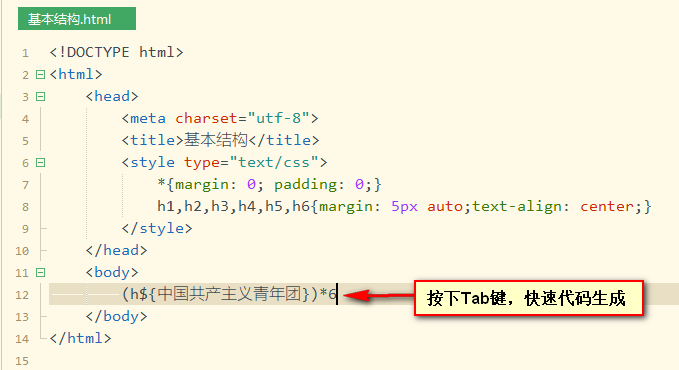 基本结构.html
1 <!DOCTYPE html>
2 <html>
3 <head>
4 <meta charset="utf-8">
5 <title>基本结构</title>
6 <style type="text/css">
7 *{margin: 0; padding: 0;}
8 h1,h2,h3,h4,h5,h6{margin: 5px auto;text-align: center;}
9 </style>
10 </head>
11 <body>
12 (h${中国共产主义青年团})*6 按下Tab键，快速代码生成
13 </body>
14 </html>
15